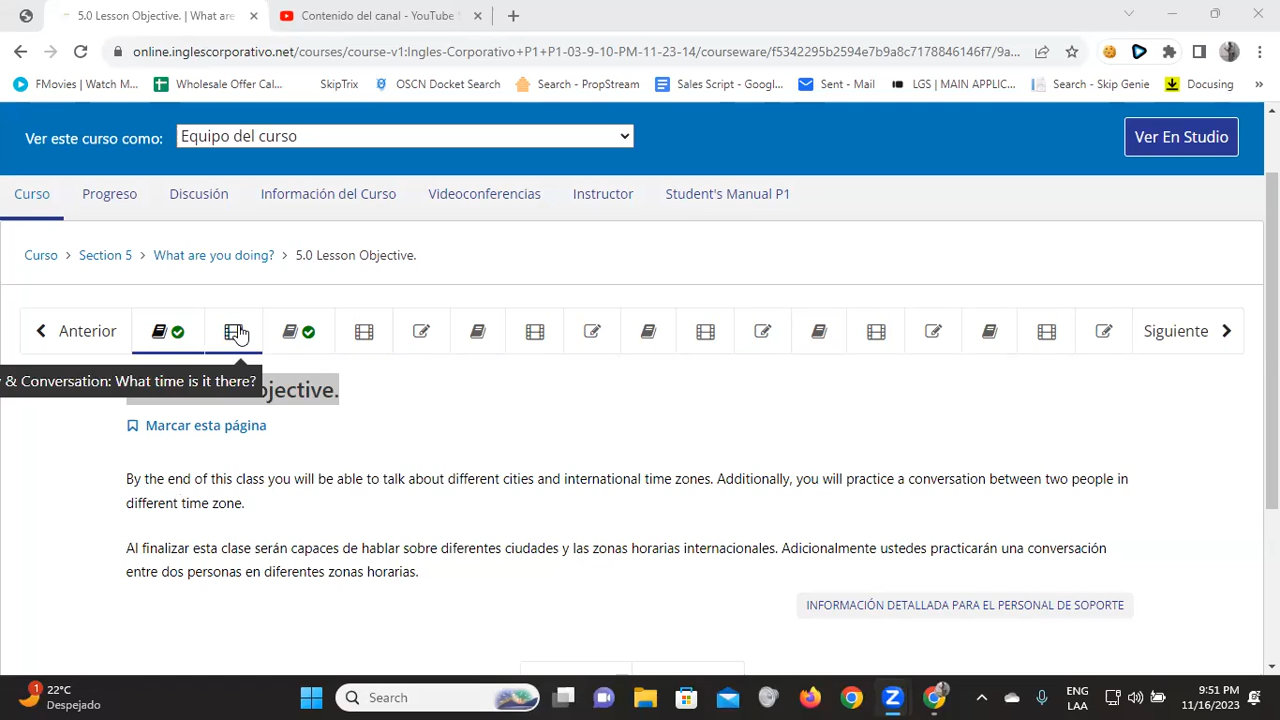 5.0 Lesson Objective. | What are
Contenido del canal - YouTube
online.inglescorporativo.net/courses/course-v1:Ingles-Corporativo+P1+P1-03-9-10-PM-11-23-14/courseware/f5342295b2594e7b9a8c7178846146f7/9a...
FMovies | Watch M... Wholesale Offer Cal... SkipTrix OSCN Docket Search Search - PropStream Sales Script - Googl... Sent - Mail LGS | MAIN APPLIC... Search - Skip Genie Docusing
Ver este curso como: Equipo del curso Ver En Studio
Curso Progreso Discusión Información del Curso Videoconferencias Instructor Student's Manual P1
Curso > Section 5 > What are you doing? > 5.0 Lesson Objective.
Anterior Siguiente
& Conversation: What time is it there?
bjective.
Marcar esta página
By the end of this class you will be able to talk about different cities and international time zones. Additionally, you will practice a conversation between two people in
different time zone.
Al finalizar esta clase serán capaces de hablar sobre diferentes ciudades y las zonas horarias internacionales. Adicionalmente ustedes practicarán una conversación
entre dos personas en diferentes zonas horarias.
INFORMACIÓN DETALLADA PARA EL PERSONAL DE SOPORTE
1 22°C
Despejado
Search
ENG
LAA
9:51 PM
11/16/2023